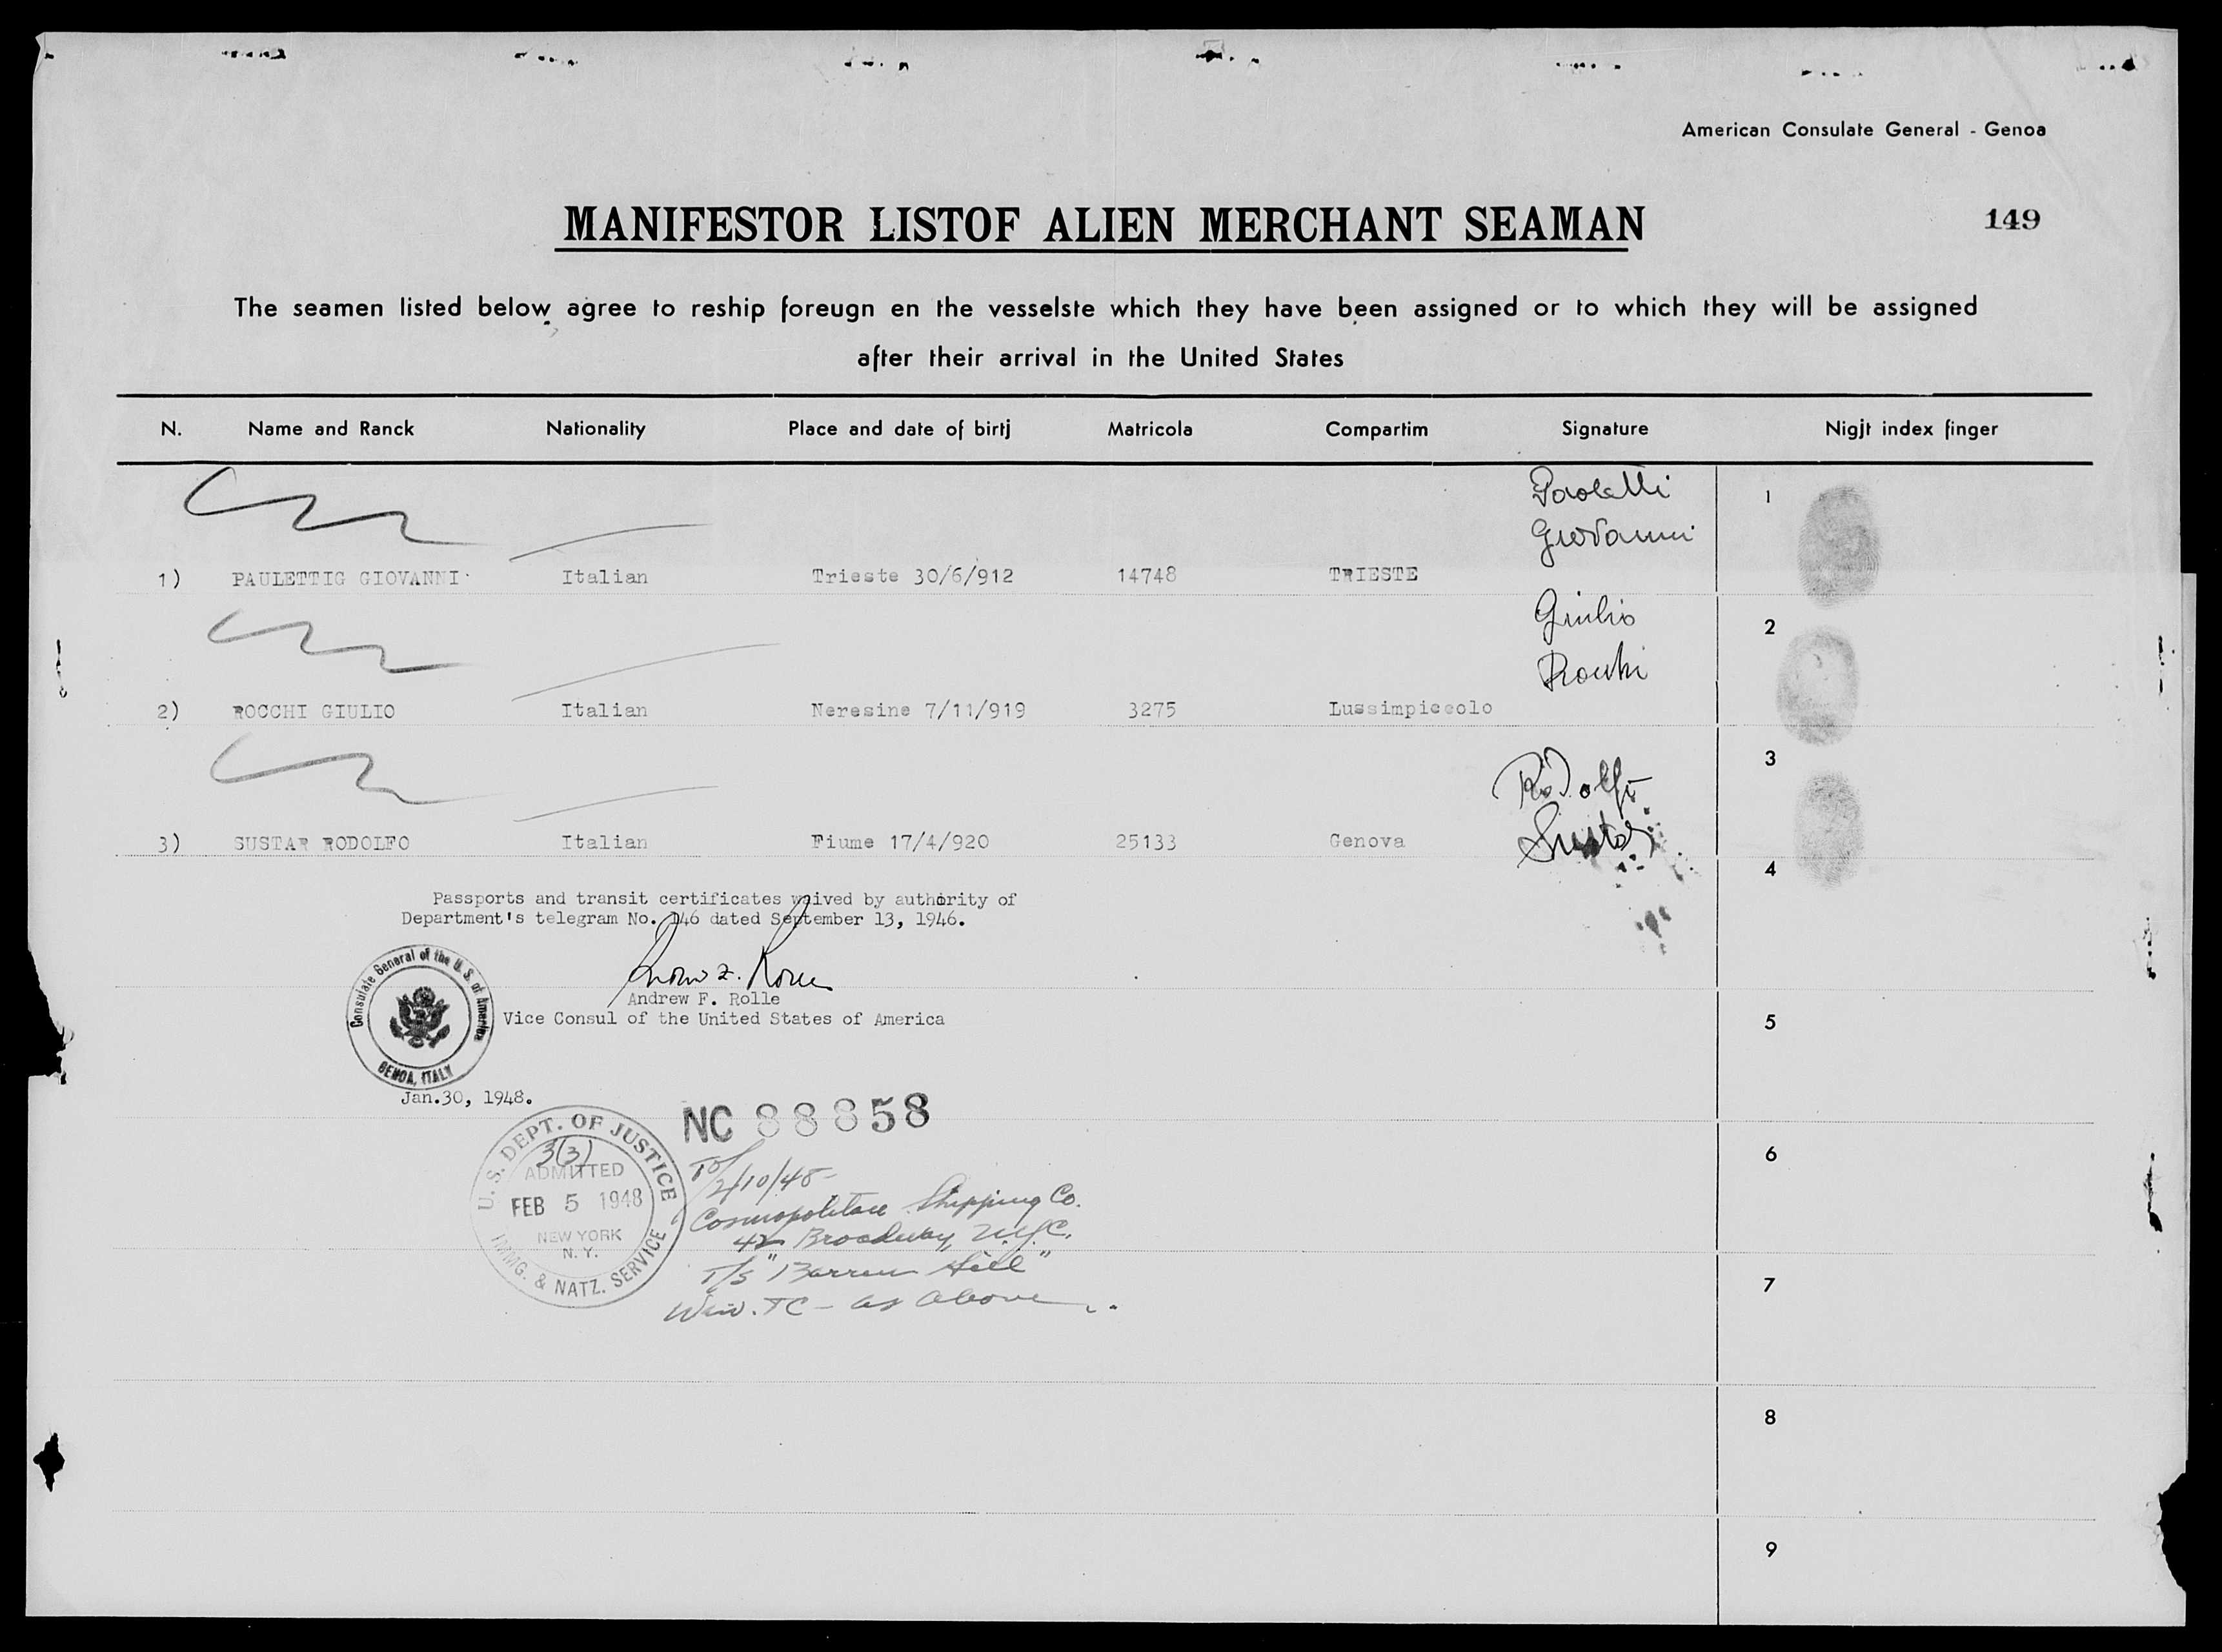 American Consulate General - Genoa
MANIFESTOR LISTOF ALIEN MERCHANT SEAMAN
149
The seamen listed below agree to reship foreugn en the vesselste which they have been assigned or to which they will be assigned
after their arrival in the United States
N. Name and Ranck Nationality Place and date of birtj Matricola Compartim Signature Nigjt index finger
Paoletti
Giovanni
1
1) PAULETTIG GIOVANNI Italian Trieste 30/6/912 14748 TRIESTE
Giulio
Rocchi
2
2) ROCCHI GIULIO Italian Neresine 7/11/919 3275 Lussimpiccolo
3
Rodolfo
Sustar
3) SUSTAR RODOLFO Italian Fiume 17/4/920 25133 Genova
4
Passports and transit certificates waived by authority of
Department's telegram No. 146 dated September 13, 1946.
Andrew F. Rolle
Andrew F. Rolle
Vice Consul of the United States of America
Consulate General of the U. S. of America
GENOA, ITALY
5
Jan.30, 1948.
NC 88858
U. S. DEPT. OF JUSTICE
3(3)
ADMITTED
FEB 5 1948
NEW YORK
N. Y.
IMMG. & NATZ. SERVICE
6
To
2/10/48
Cosmopolitan Shipping Co.
42 Broadway, N.Y.C.
T/S "Barren Hill"
7
TC - as above
8
9